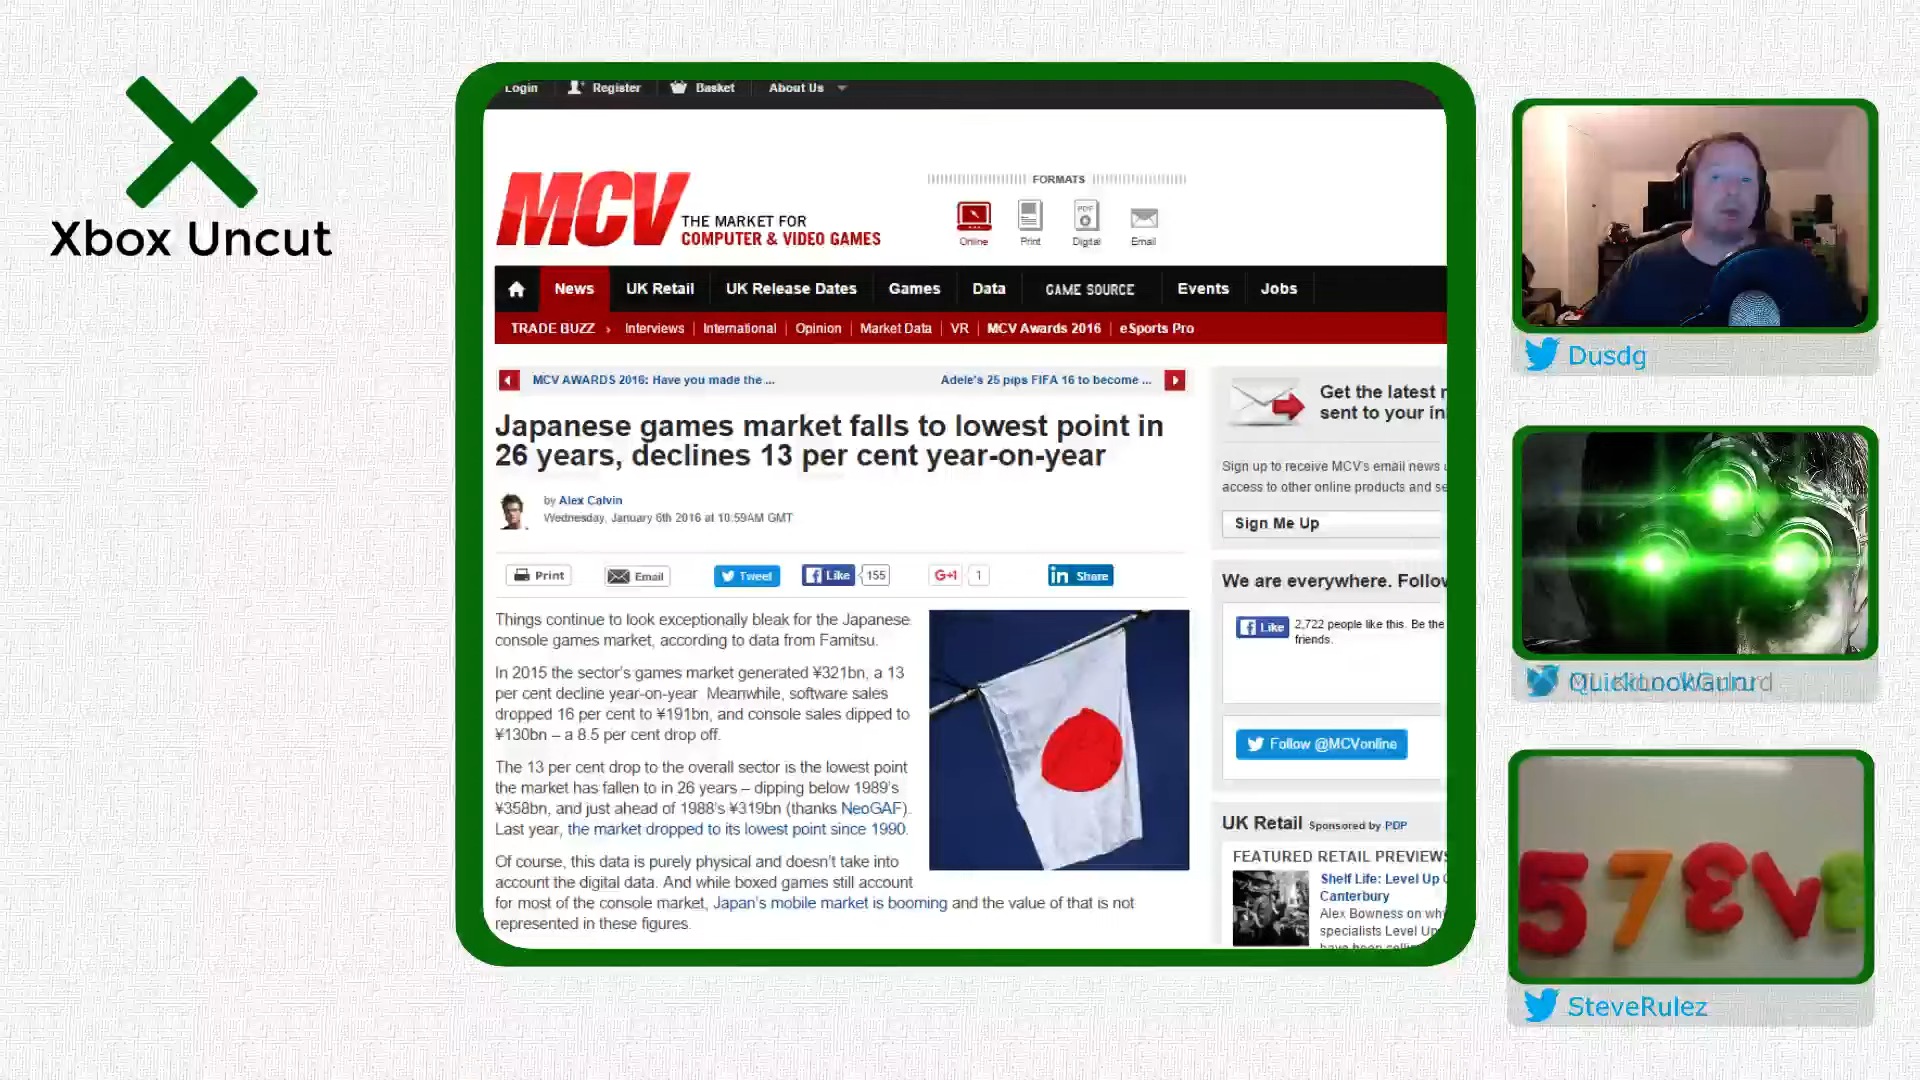 Xbox Uncut
Login Register Basket About Us
MCV THE MARKET FOR
COMPUTER & VIDEO GAMES
FORMATS
PDF
Online Print Digital Email
News UK Retail UK Release Dates Games Data GAME SOURCE Events Jobs
TRADE BUZZ › Interviews | International | Opinion | Market Data | VR | MCV Awards 2016 | eSports Pro
MCV AWARDS 2016: Have you made the ... Adele's 25 pips FIFA 16 to become ...
Japanese games market falls to lowest point in
26 years, declines 13 per cent year-on-year
by Alex Calvin
Wednesday, January 6th 2016 at 10:59AM GMT
Print Email Tweet Like 155 G+1 1 in Share
Things continue to look exceptionally bleak for the Japanese
console games market, according to data from Famitsu.
In 2015 the sector's games market generated ¥321bn, a 13
per cent decline year-on-year Meanwhile, software sales
dropped 16 per cent to ¥191bn, and console sales dipped to
¥130bn – a 8.5 per cent drop off.
The 13 per cent drop to the overall sector is the lowest point
the market has fallen to in 26 years – dipping below 1989's
¥358bn, and just ahead of 1988's ¥319bn (thanks NeoGAF).
Last year, the market dropped to its lowest point since 1990.
Of course, this data is purely physical and doesn't take into
account the digital data. And while boxed games still account
for most of the console market, Japan's mobile market is booming and the value of that is not
represented in these figures.
Get the latest
sent to your
Sign up to receive MCV's email news
access to other online products and
Sign Me Up
We are everywhere.
Like 2,722 people like this. Be the
friends.
Follow @MCVonline
UK Retail Sponsored by PDP
FEATURED RETAIL PREVIEWS
Shelf Life: Level Up
Canterbury
Alex Bowness on why
specialists Level Up
Dusdg
QuickLookGuru
SteveRulez